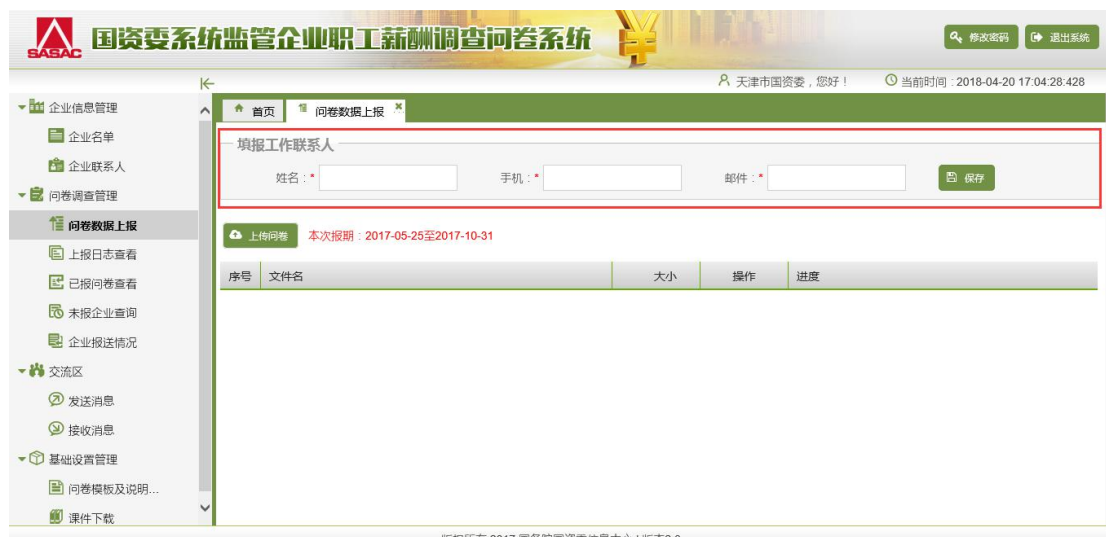 SASAC 国资委系统监管企业职工薪酬调查问卷系统
修改密码 退出系统
天津市国资委，您好！ 当前时间：2018-04-20 17:04:28:428
企业信息管理
企业名单
企业联系人
问卷调查管理
问卷数据上报
上报日志查看
已报问卷查看
未报企业查询
企业报送情况
交流区
发送消息
接收消息
基础设置管理
问卷模板及说明...
课件下载
首页 问卷数据上报
填报工作联系人
姓名：* 手机：* 邮件：* 保存
上传问卷 本次报期：2017-05-25至2017-10-31
序号 文件名 大小 操作 进度